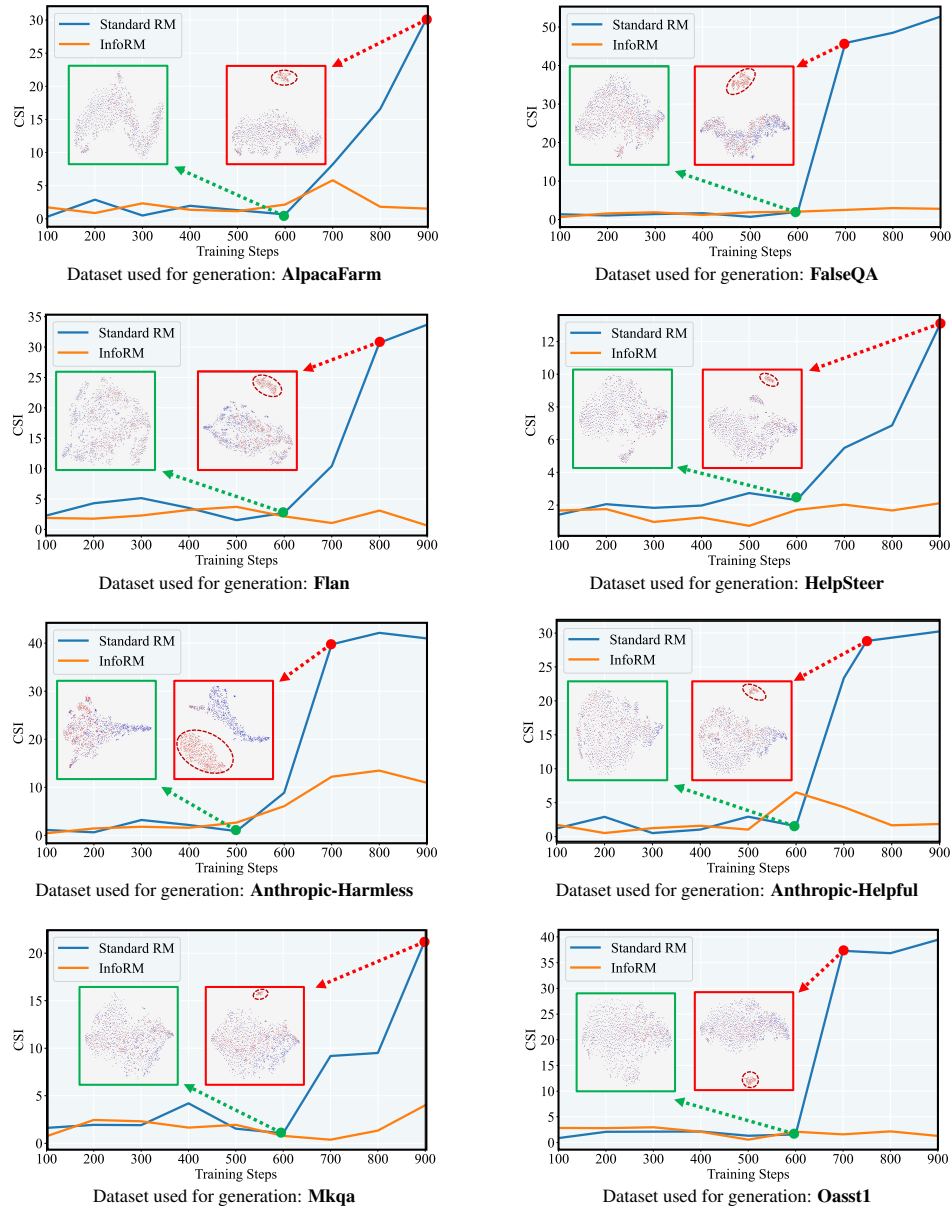 30
25
20
15
10
5
0
CSI
Standard RM
InfoRM
100 200 300 400 500 600 700 800 900
Training Steps
Dataset used for generation: AlpacaFarm
50
40
30
20
10
0
CSI
Standard RM
InfoRM
100 200 300 400 500 600 700 800 900
Training Steps
Dataset used for generation: FalseQA
35
30
25
20
15
10
5
0
CSI
Standard RM
InfoRM
100 200 300 400 500 600 700 800 900
Training Steps
Dataset used for generation: Flan
12
10
8
6
4
2
CSI
Standard RM
InfoRM
100 200 300 400 500 600 700 800 900
Training Steps
Dataset used for generation: HelpSteer
40
30
20
10
0
CSI
Standard RM
InfoRM
100 200 300 400 500 600 700 800 900
Training Steps
Dataset used for generation: Anthropic-Harmless
30
25
20
15
10
5
0
CSI
Standard RM
InfoRM
100 200 300 400 500 600 700 800 900
Training Steps
Dataset used for generation: Anthropic-Helpful
20
15
10
5
0
CSI
Standard RM
InfoRM
100 200 300 400 500 600 700 800 900
Training Steps
Dataset used for generation: Mkqa
40
35
30
25
20
15
10
5
0
CSI
Standard RM
InfoRM
100 200 300 400 500 600 700 800 900
Training Steps
Dataset used for generation: Oasst1